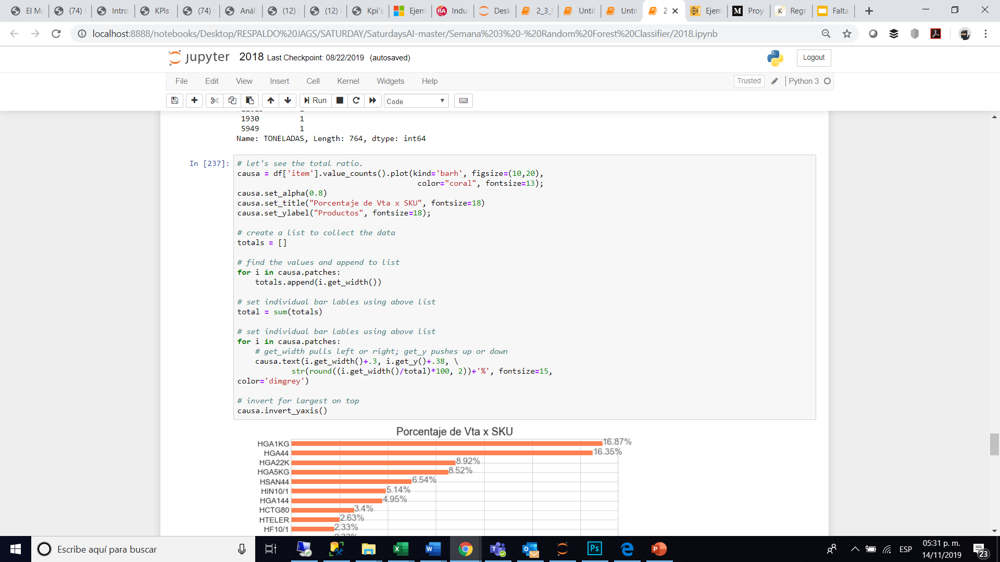 El Ma
(74)
Intro
KPIs
(74)
Anál
(12)
(12)
Kpi´s
Ejem
Indu
Desk
2_3_
Untit
Untit
2
Ejem
Proy
Regr
Falta
localhost:8888/notebooks/Desktop/RESPALDO%20JAGS/SATURDAY/SaturdaysAI-master/Semana%203%20-%20Random%20Forest%20Classifier/2018.ipynb
jupyter 2018 Last Checkpoint: 08/22/2019 (autosaved)
Logout
File Edit View Insert Cell Kernel Widgets Help
Trusted Python 3
Run Code
1930 1
5949 1
Name: TONELADAS, Length: 764, dtype: int64
In [237]:
# let's see the total ratio.
causa = df['item'].value_counts().plot(kind='barh', figsize=(10,20),
color="coral", fontsize=13);
causa.set_alpha(0.8)
causa.set_title("Porcentaje de Vta x SKU", fontsize=18)
causa.set_ylabel("Productos", fontsize=18);
# create a list to collect the data
totals = []
# find the values and append to list
for i in causa.patches:
totals.append(i.get_width())
# set individual bar lables using above list
total = sum(totals)
# set individual bar lables using above list
for i in causa.patches:
# get_width pulls left or right; get_y pushes up or down
causa.text(i.get_width()+.3, i.get_y()+.38, \
str(round((i.get_width()/total)*100, 2))+'%', fontsize=15,
color='dimgrey')
# invert for largest on top
causa.invert_yaxis()
Porcentaje de Vta x SKU
HGA1KG 16.87%
HGA44 16.35%
HGA22K 8.92%
HGA5KG 8.52%
HSAN44 6.54%
HIN10/1 5.14%
HGA144 4.95%
HCTG80 3.4%
HTELER 2.63%
HF10/1 2.33%
Escribe aquí para buscar
ESP
05:31 p. m.
14/11/2019
23